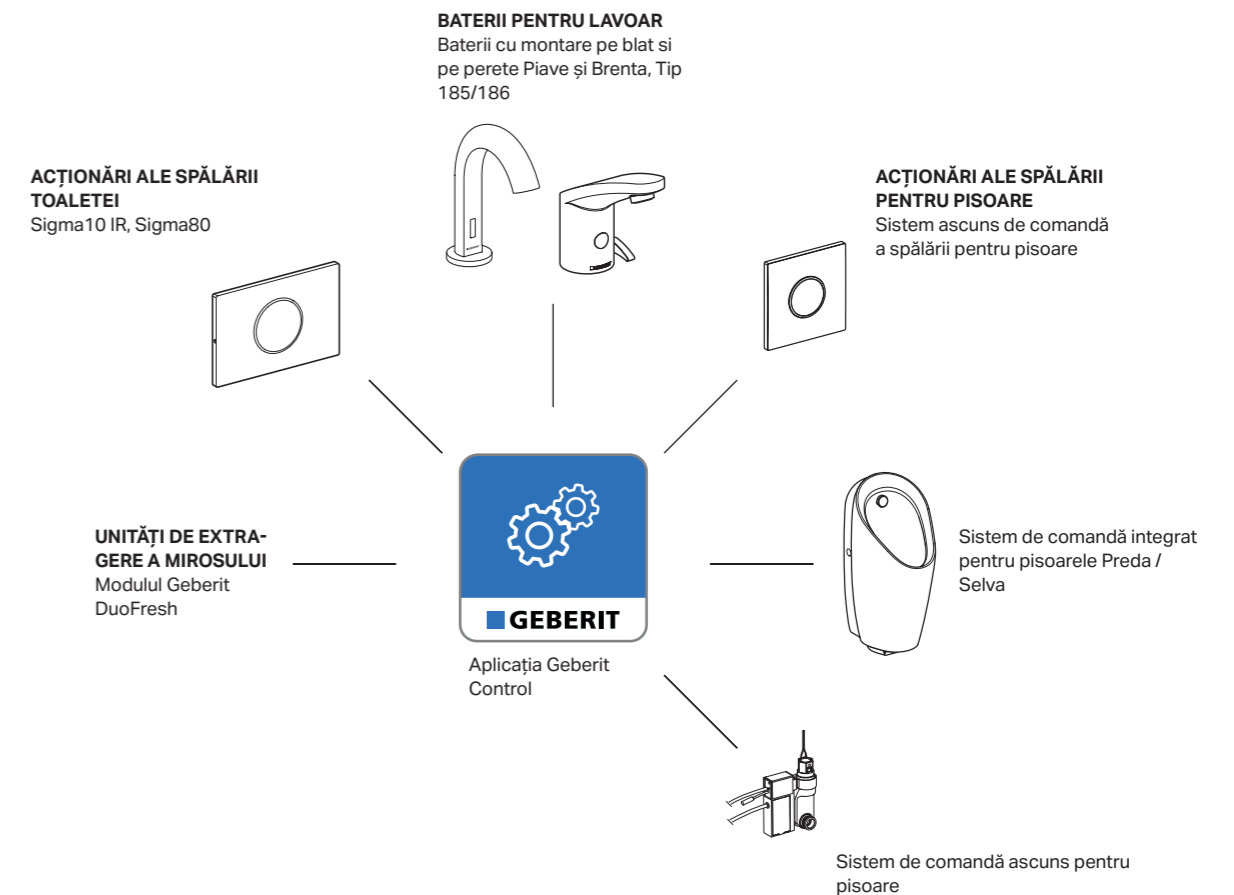 BATERII PENTRU LAVOAR
Baterii cu montare pe blat si
pe perete Piave și Brenta, Tip
185/186
ACȚIONĂRI ALE SPĂLĂRII
TOALETEI
Sigma10 IR, Sigma80
ACȚIONĂRI ALE SPĂLĂRII
PENTRU PISOARE
Sistem ascuns de comandă
a spălării pentru pisoare
UNITĂȚI DE EXTRA-
GERE A MIROSULUI
Modulul Geberit
DuoFresh
GEBERIT
Aplicația Geberit
Control
Sistem de comandă integrat
pentru pisoarele Preda /
Selva
Sistem de comandă ascuns pentru
pisoare